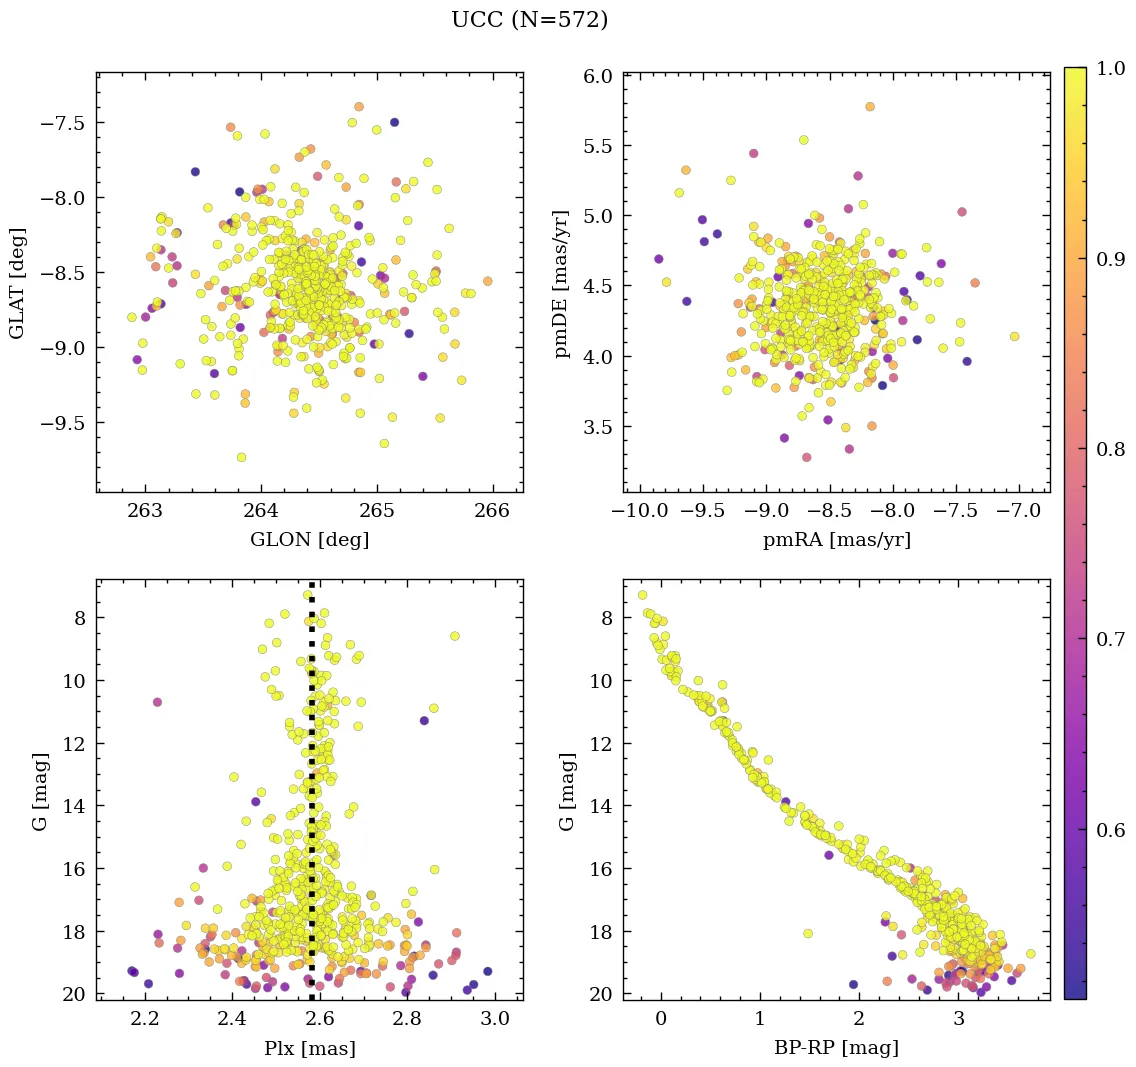 UCC (N=572)
−7.5
−8.0
−8.5
−9.0
−9.5
GLAT [deg]
263 264 265 266
GLON [deg]
6.0
5.5
5.0
4.5
4.0
3.5
pmDE [mas/yr]
−10.0 −9.5 −9.0 −8.5 −8.0 −7.5 −7.0
pmRA [mas/yr]
8
10
12
14
16
18
20
G [mag]
2.2 2.4 2.6 2.8 3.0
Plx [mas]
8
10
12
14
16
18
20
G [mag]
0 1 2 3
BP-RP [mag]
1.0
0.9
0.8
0.7
0.6